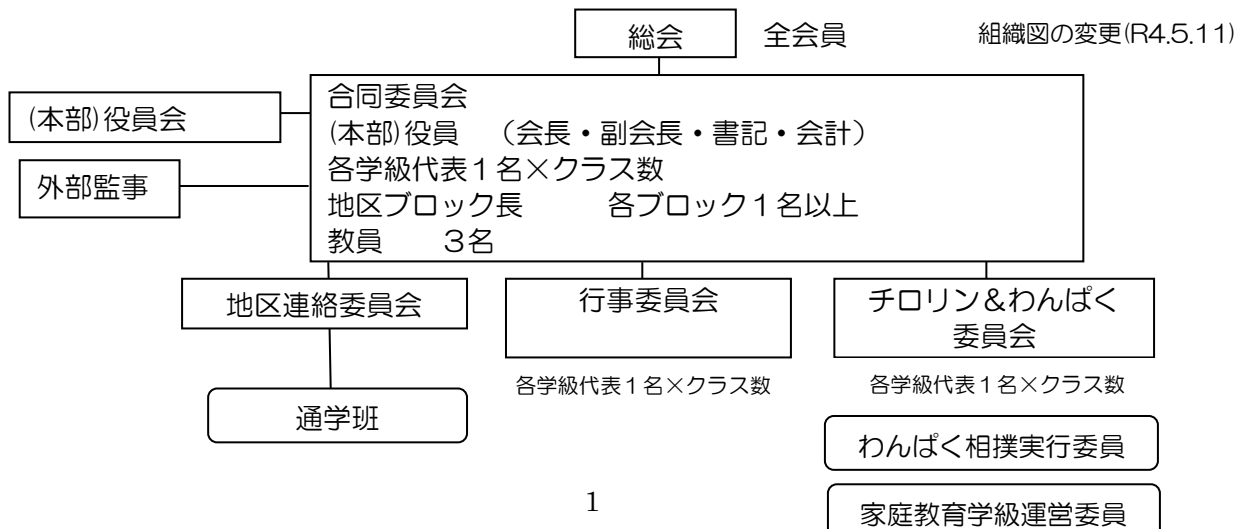 総会 全会員 組織図の変更(R4.5.11)
(本部)役員会
外部監事
合同委員会
(本部)役員 （会長・副会長・書記・会計）
各学級代表１名×クラス数
地区ブロック長 各ブロック１名以上
教員 ３名
地区連絡委員会
通学班
行事委員会
各学級代表１名×クラス数
チロリン＆わんぱく
委員会
各学級代表１名×クラス数
わんぱく相撲実行委員
家庭教育学級運営委員
1